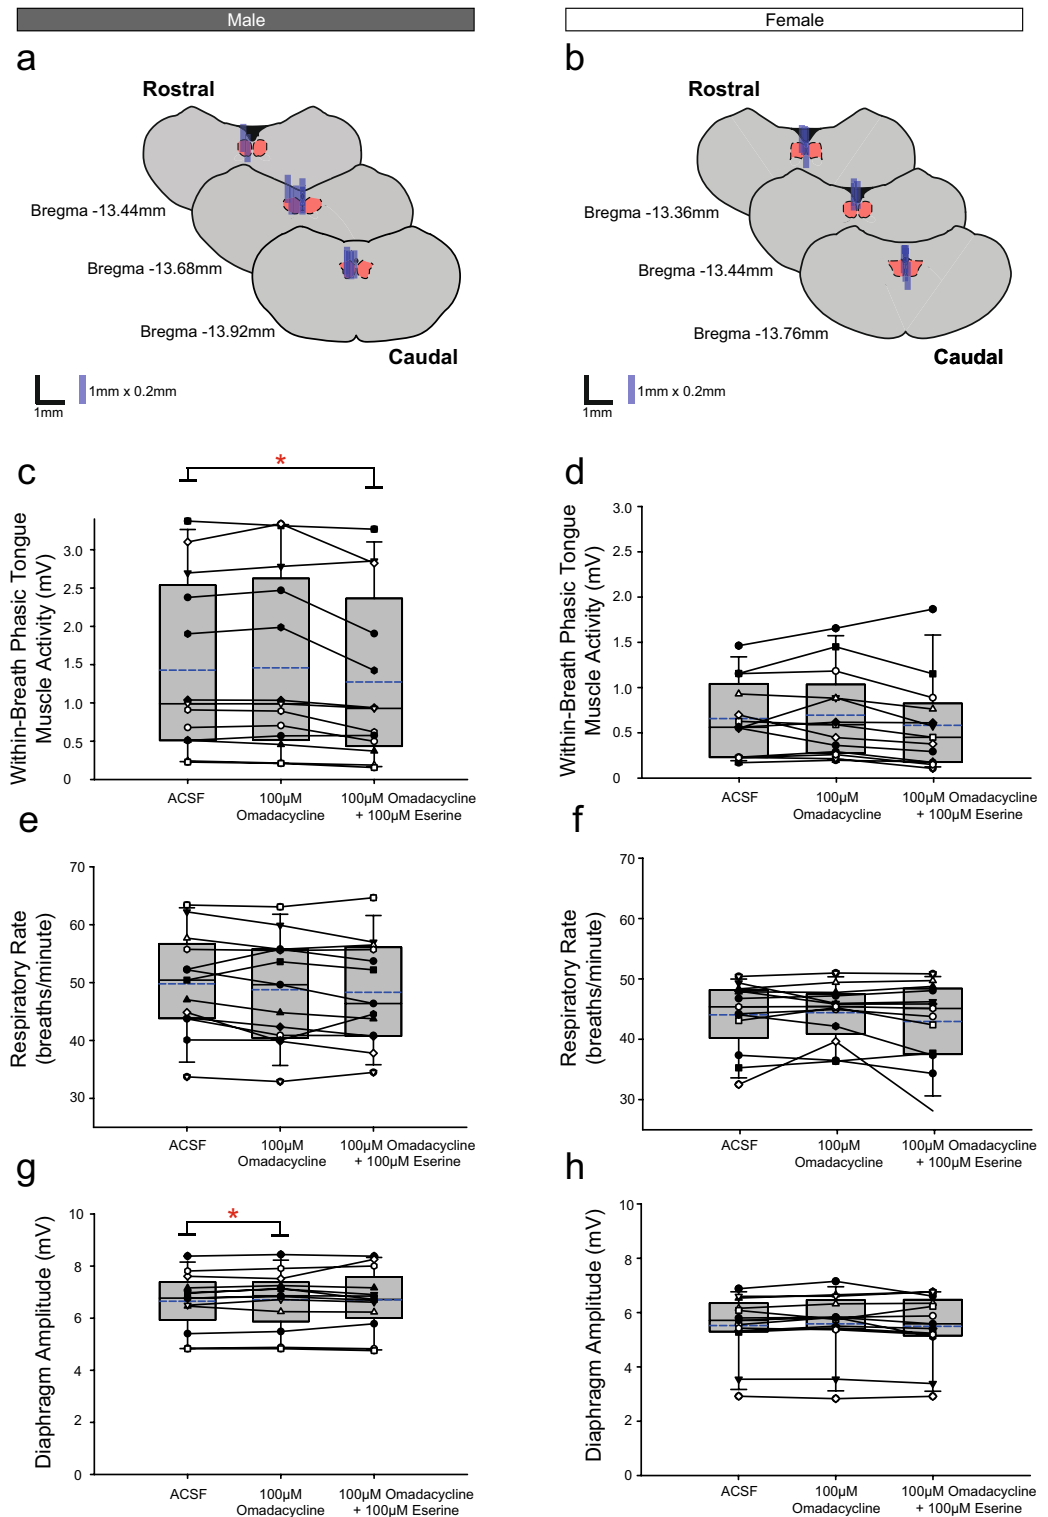 Male
Female
a
b
Rostral
Rostral
Bregma -13.44mm
Bregma -13.36mm
Bregma -13.68mm
Bregma -13.44mm
Bregma -13.92mm
Bregma -13.76mm
Caudal
Caudal
1mm
1mm x 0.2mm
1mm
1mm x 0.2mm
c
*
Within-Breath Phasic Tongue
Muscle Activity (mV)
3.0
2.5
2.0
1.5
1.0
0.5
0
ACSF
100µM
Omadacycline
100µM Omadacycline
+ 100µM Eserine
d
Within-Breath Phasic Tongue
Muscle Activity (mV)
3.0
2.5
2.0
1.5
1.0
0.5
0
ACSF
100µM
Omadacycline
100µM Omadacycline
+ 100µM Eserine
e
Respiratory Rate
(breaths/minute)
70
60
50
40
30
ACSF
100µM
Omadacycline
100µM Omadacycline
+ 100µM Eserine
f
Respiratory Rate
(breaths/minute)
70
60
50
40
30
ACSF
100µM
Omadacycline
100µM Omadacycline
+ 100µM Eserine
g
*
Diaphragm Amplitude (mV)
10
8
6
4
2
0
ACSF
100µM
Omadacycline
100µM Omadacycline
+ 100µM Eserine
h
Diaphragm Amplitude (mV)
10
8
6
4
2
0
ACSF
100µM
Omadacycline
100µM Omadacycline
+ 100µM Eserine